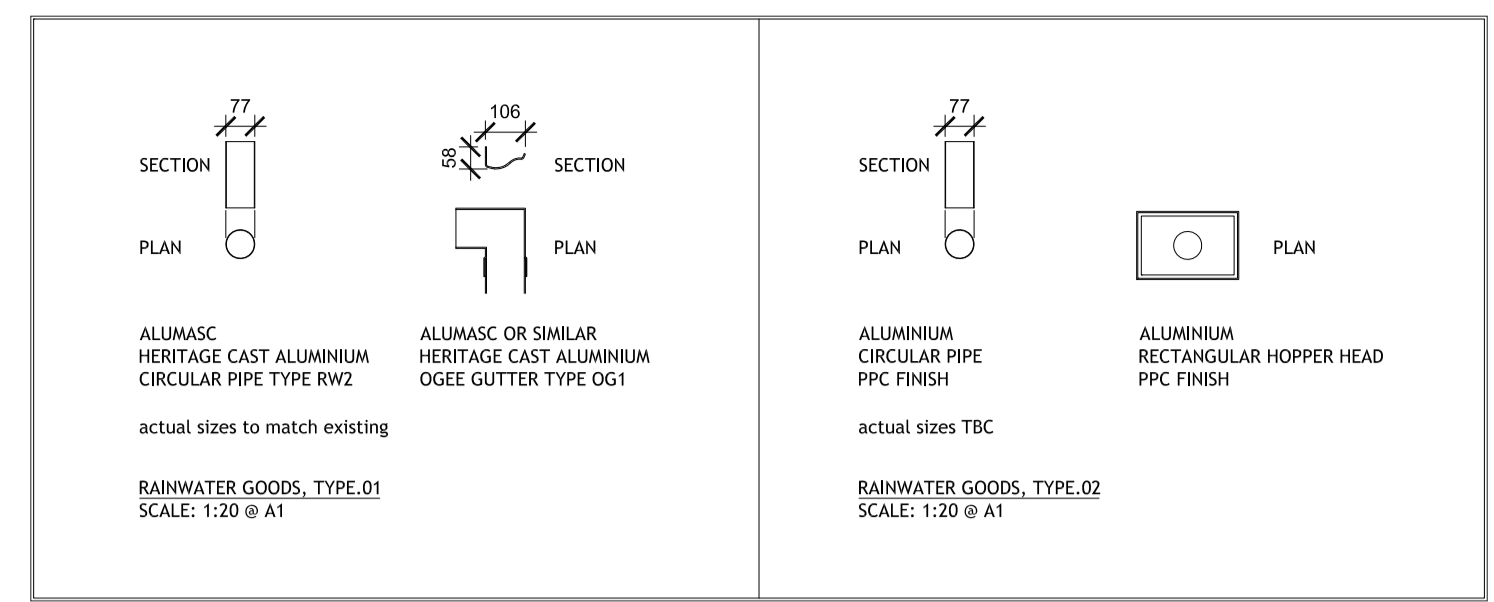 77
SECTION
PLAN
106
58
SECTION
PLAN
ALUMASC
HERITAGE CAST ALUMINIUM
CIRCULAR PIPE TYPE RW2
ALUMASC OR SIMILAR
HERITAGE CAST ALUMINIUM
OGEE GUTTER TYPE OG1
actual sizes to match existing
RAINWATER GOODS, TYPE.01
SCALE: 1:20 @ A1
77
SECTION
PLAN
PLAN
ALUMINIUM
CIRCULAR PIPE
PPC FINISH
ALUMINIUM
RECTANGULAR HOPPER HEAD
PPC FINISH
actual sizes TBC
RAINWATER GOODS, TYPE.02
SCALE: 1:20 @ A1